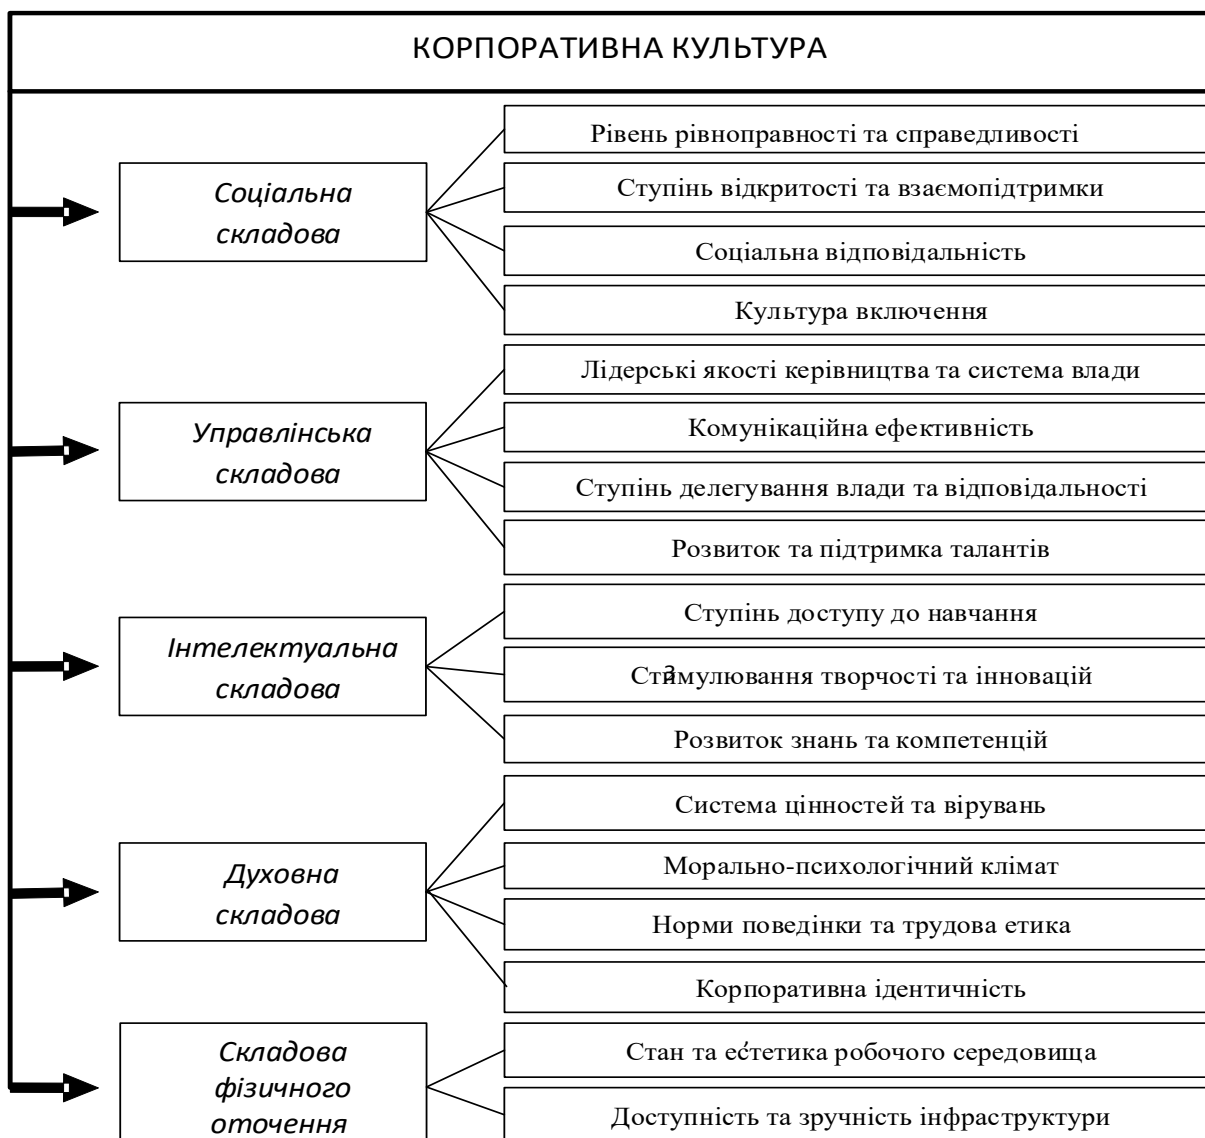 КОРПОРАТИВНА КУЛЬТУРА
Соціальна
складова
Рівень рівноправності та справедливості
Ступінь відкритості та взаємопідтримки
Соціальна відповідальність
Культура включення
Управлінська
складова
Лідерські якості керівництва та система влади
Комунікаційна ефективність
Ступінь делегування влади та відповідальності
Розвиток та підтримка талантів
Інтелектуальна
складова
Ступінь доступу до навчання
Стимулювання творчості та інновацій
3
Розвиток знань та компетенцій
Духовна
складова
Система цінностей та вірувань
Морально-психологічний клімат
Норми поведінки та трудова етика
Корпоративна ідентичність
Складова
фізичного
оточення
Стан та естетика робочого середовища
Доступність та зручність інфраструктури